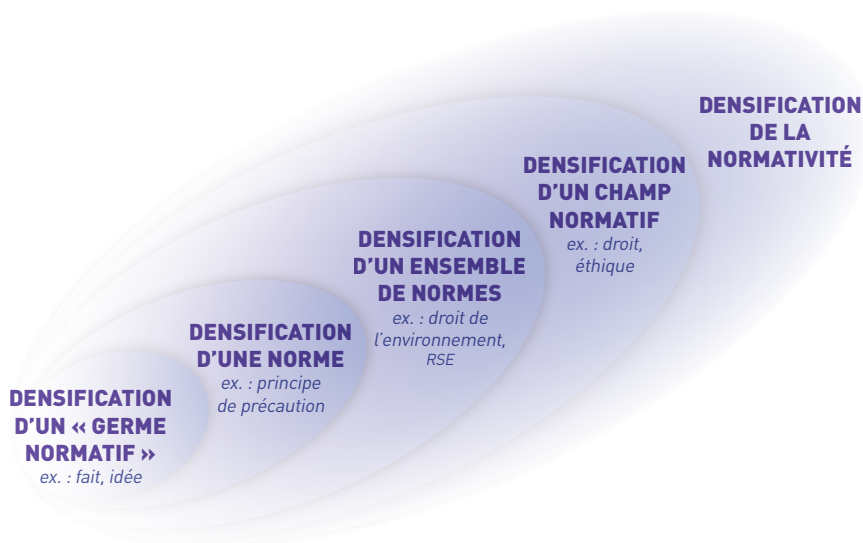 DENSIFICATION
DE LA
NORMATIVITÉ
DENSIFICATION
D'UN CHAMP
NORMATIF
ex. : droit,
éthique
DENSIFICATION
D'UN ENSEMBLE
DE NORMES
ex. : droit de
l'environnement,
RSE
DENSIFICATION
D'UNE NORME
ex. : principe
de précaution
DENSIFICATION
D'UN « GERME
NORMATIF »
ex. : fait, idée